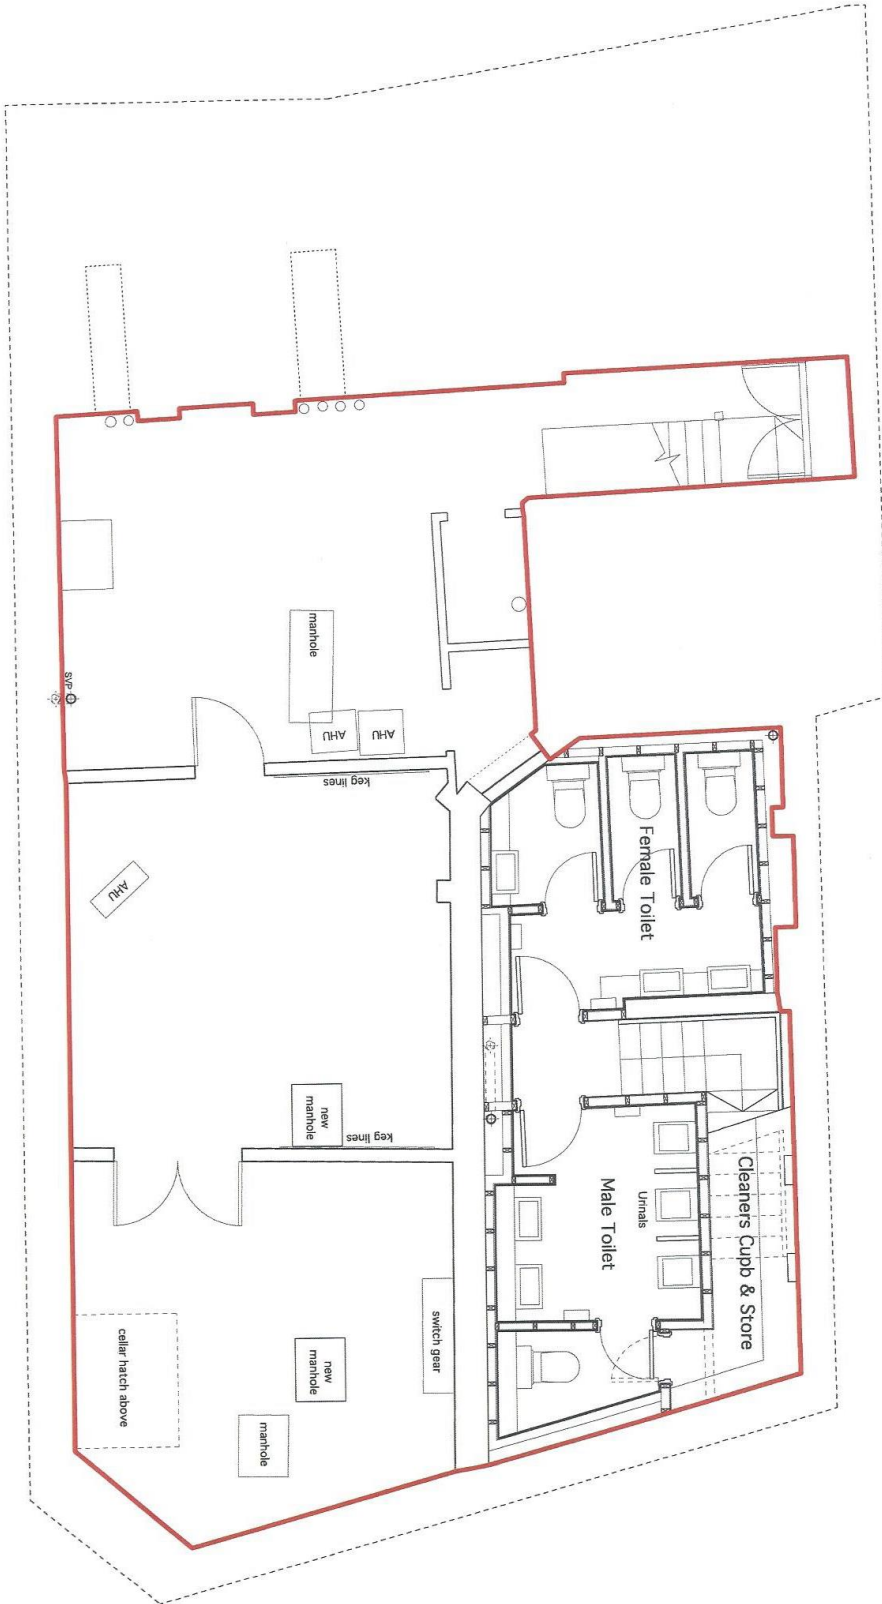 SVP
manhole
AHU
AHU
keg lines
AHU
Female Toilet
new
manhole
keg lines
Male Toilet
Urinals
Cleaners Cupb & Store
switch gear
new
manhole
cellar hatch above
manhole